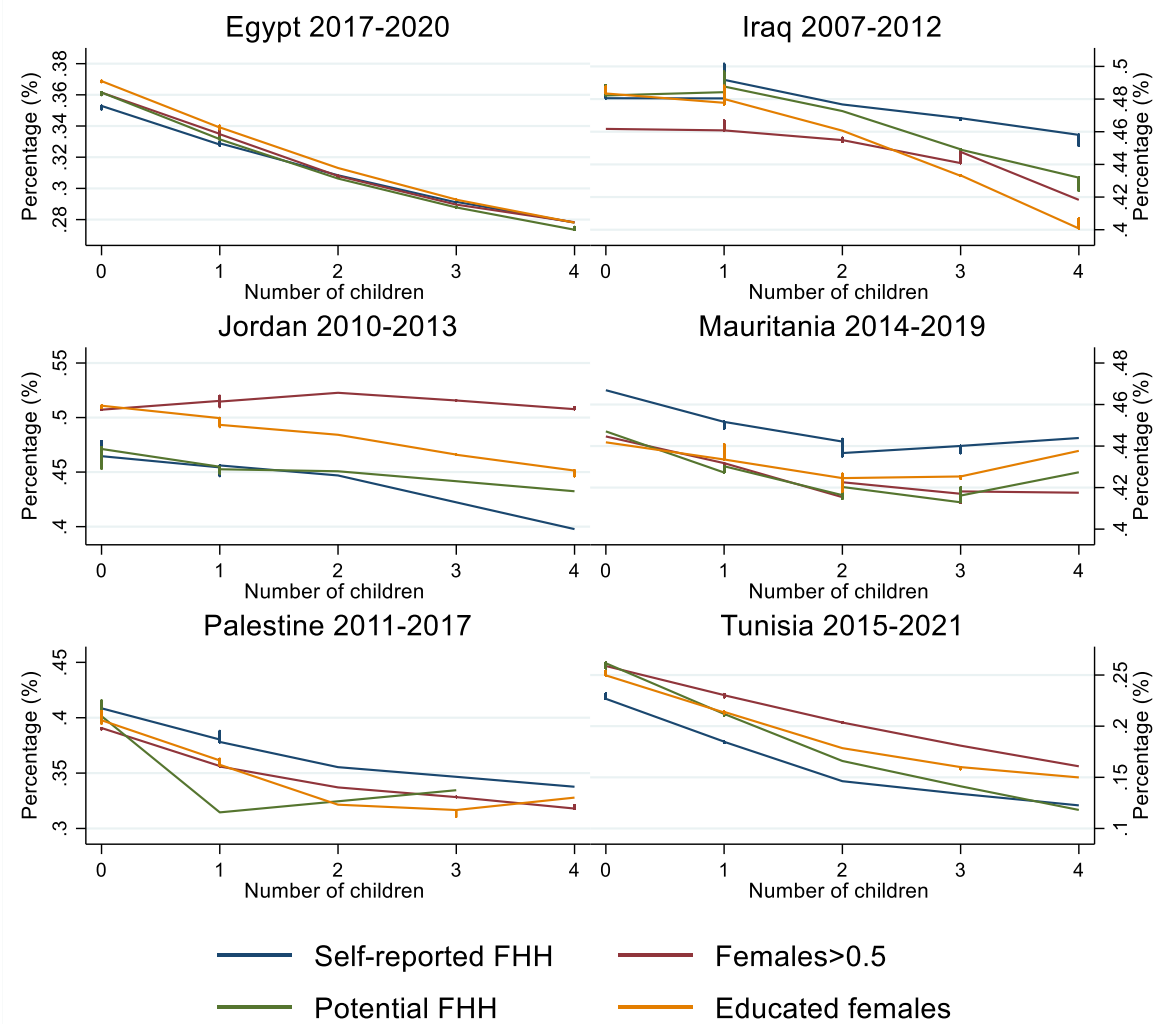 Egypt 2017-2020
Iraq 2007-2012
Percentage (%)
.38
.36
.34
.32
.3
.28
0 1 2 3 4
Number of children
.5
.48
.46
.44
.42
.4
Percentage (%)
0 1 2 3 4
Number of children
Jordan 2010-2013
Mauritania 2014-2019
Percentage (%)
.55
.5
.45
.4
0 1 2 3 4
Number of children
.48
.46
.44
.42
.4
Percentage (%)
0 1 2 3 4
Number of children
Palestine 2011-2017
Tunisia 2015-2021
Percentage (%)
.45
.4
.35
.3
0 1 2 3 4
Number of children
.25
.2
.15
.1
Percentage (%)
0 1 2 3 4
Number of children
Self-reported FHH
Females>0.5
Potential FHH
Educated females